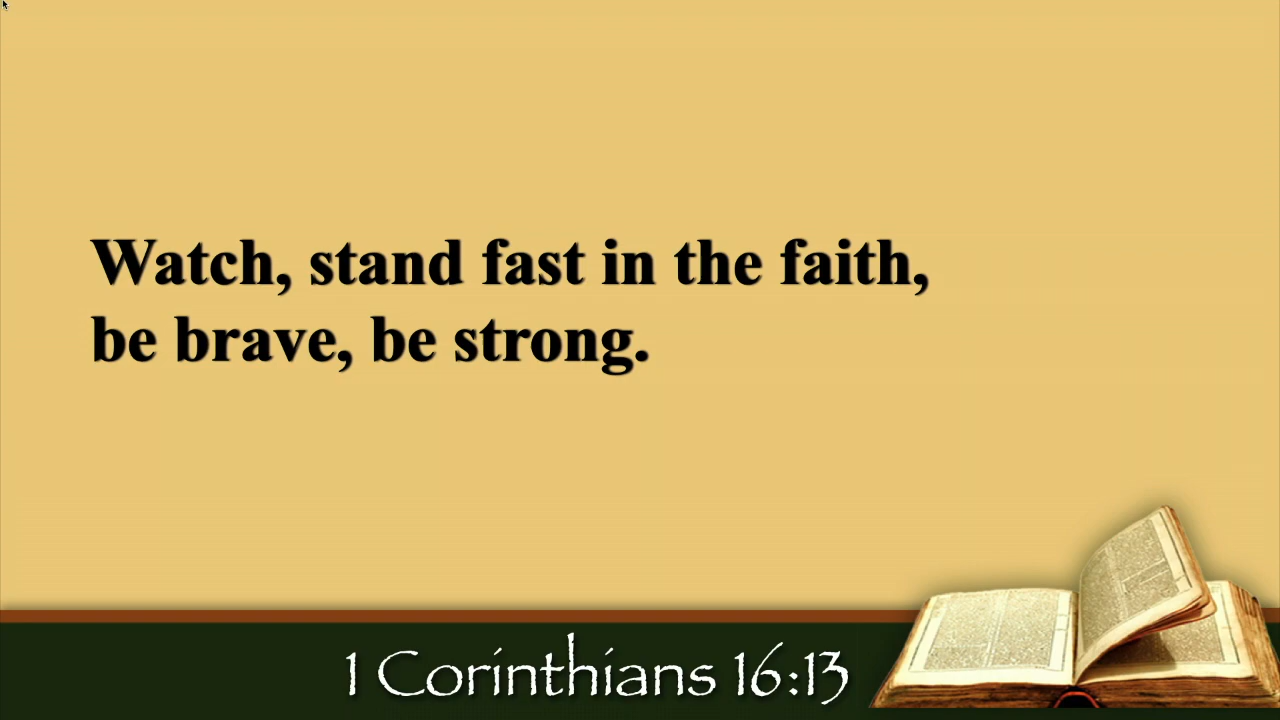 Watch, stand fast in the faith,
be brave, be strong.
1 Corinthians 16:13